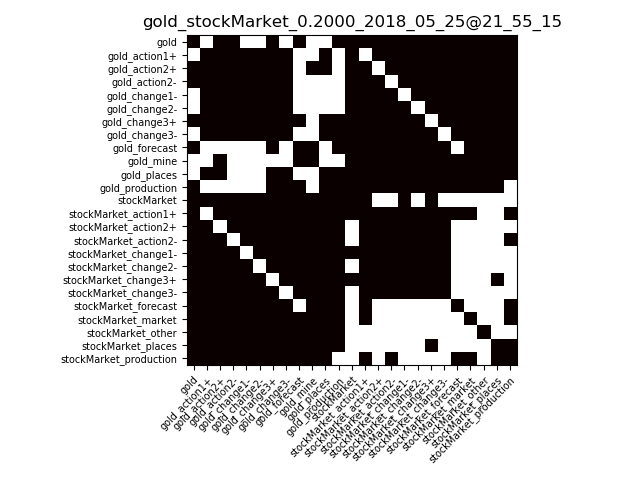 gold_stockMarket_0.2000_2018_05_25@21_55_15
gold
gold_action1+
gold_action2+
gold_action2-
gold_change1-
gold_change2-
gold_change3+
gold_change3-
gold_forecast
gold_mine
gold_places
gold_production
stockMarket
stockMarket_action1+
stockMarket_action2+
stockMarket_action2-
stockMarket_change1-
stockMarket_change2-
stockMarket_change3+
stockMarket_change3-
stockMarket_forecast
stockMarket_market
stockMarket_other
stockMarket_places
stockMarket_production
gold
gold_action1+
gold_action2+
gold_action2-
gold_change1-
gold_change2-
gold_change3+
gold_change3-
gold_forecast
gold_mine
gold_places
gold_production
stockMarket
stockMarket_action1+
stockMarket_action2+
stockMarket_action2-
stockMarket_change1-
stockMarket_change2-
stockMarket_change3+
stockMarket_change3-
stockMarket_forecast
stockMarket_market
stockMarket_other
stockMarket_places
stockMarket_production